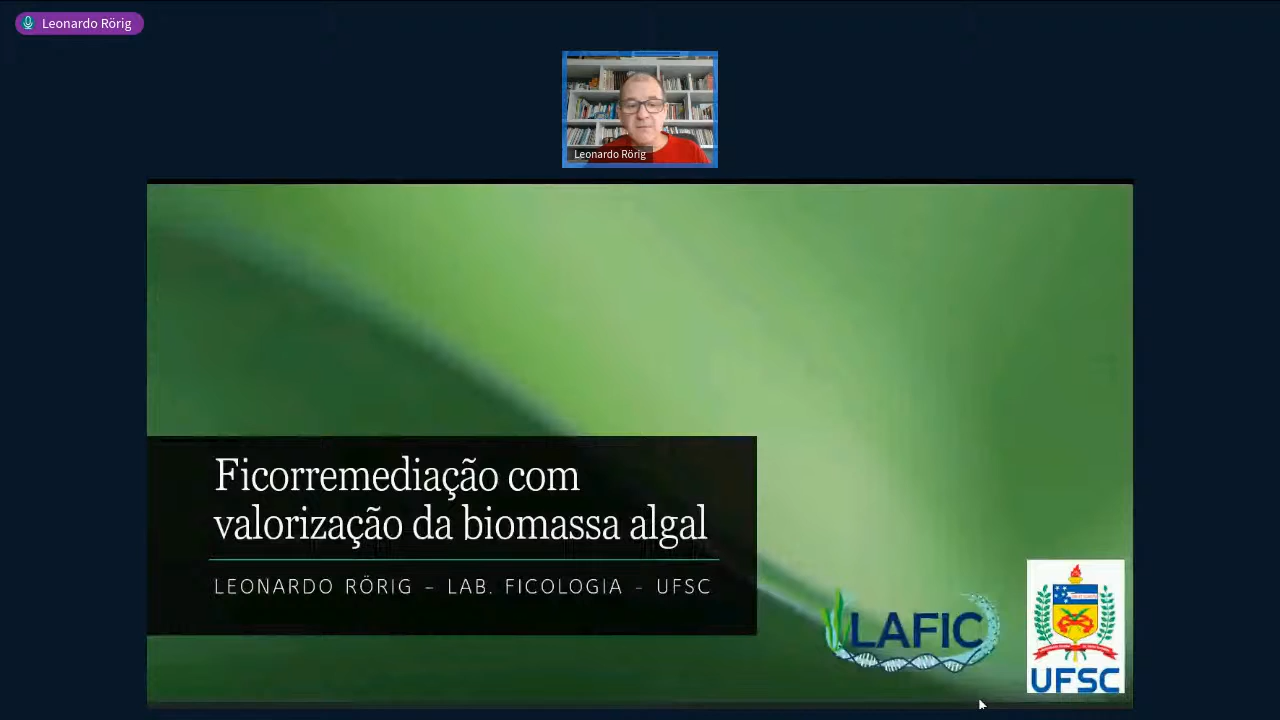 Leonardo Rörig
Leonardo Rörig
Ficorremediação com
valorização da biomassa algal
LEONARDO RÖRIG – LAB. FICOLOGIA - UFSC
LAFIC
UFSC